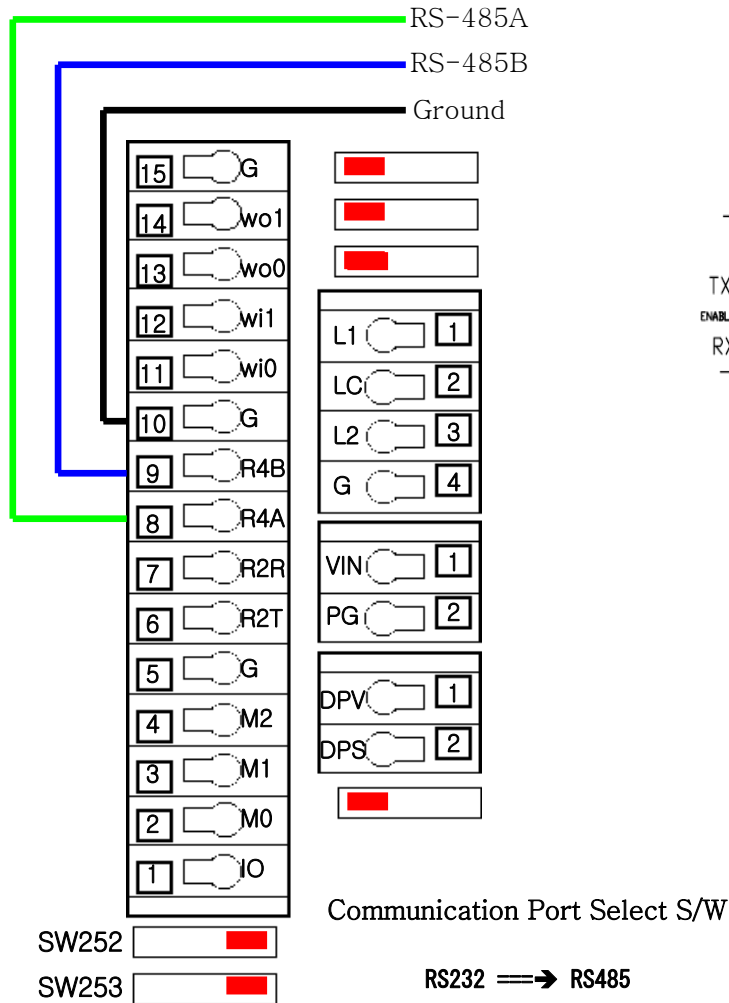 RS-485A
RS-485B
Ground
15 G
14 wo1
13 wo0
12 wi1
11 wi0
10 G
9 R4B
8 R4A
7 R2R
6 R2T
5 G
4 M2
3 M1
2 M0
1 IO
L1 1
LC 2
L2 3
G 4
VIN 1
PG 2
DPV 1
DPS 2
TX
ENABL
RX
Communication Port Select S/W
SW252
SW253
RS232 ===➔ RS485